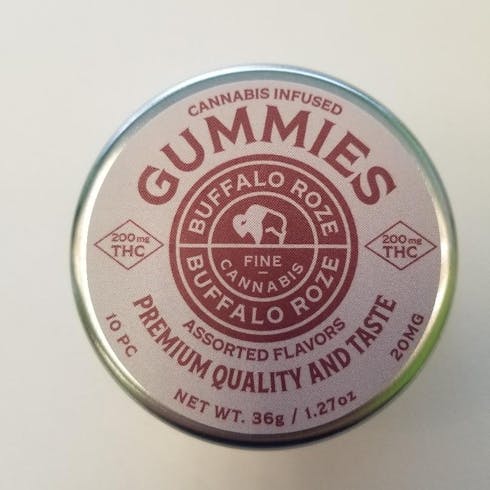 CANNABIS INFUSED
GUMMIES
BUFFALO ROZE
FINE
CANNABIS
BUFFALO ROZE
200mg
THC
200mg
THC
ASSORTED FLAVORS
PREMIUM QUALITY AND TASTE
10 PC
20MG
NET WT. 36g / 1.27oz